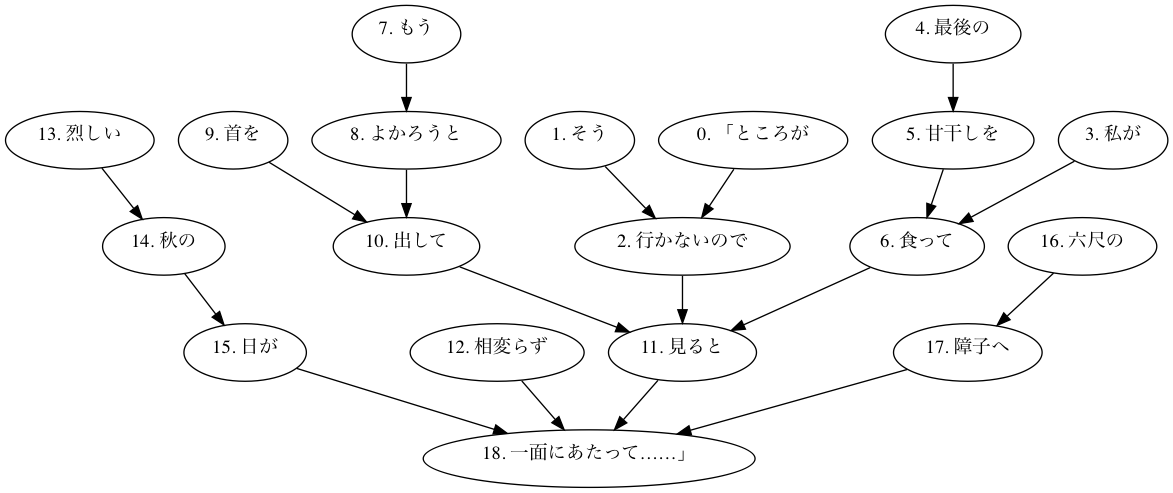 7. もう
4. 最後の
13. 烈しい
9. 首を
8. よかろうと
1. そう
0. 「ところが
5. 甘干しを
3. 私が
14. 秋の
10. 出して
2. 行かないので
6. 食って
16. 六尺の
15. 日が
12. 相変らず
11. 見ると
17. 障子へ
18. 一面にあたって……」